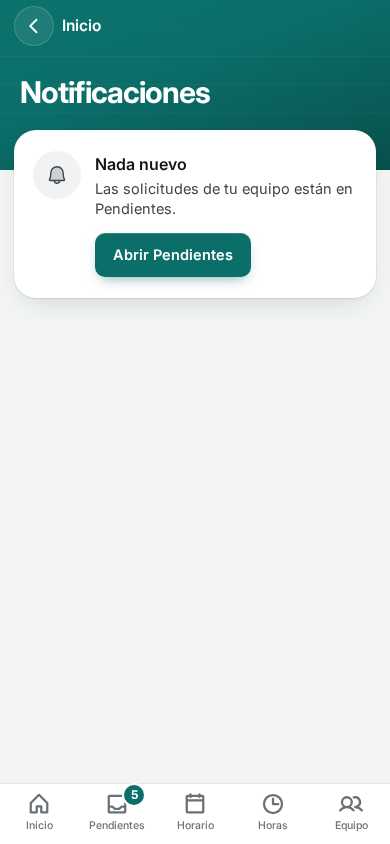 Inicio
Notificaciones
Nada nuevo
Las solicitudes de tu equipo están en
Pendientes.
Abrir Pendientes
5
Inicio
Pendientes
Horario
Horas
Equipo